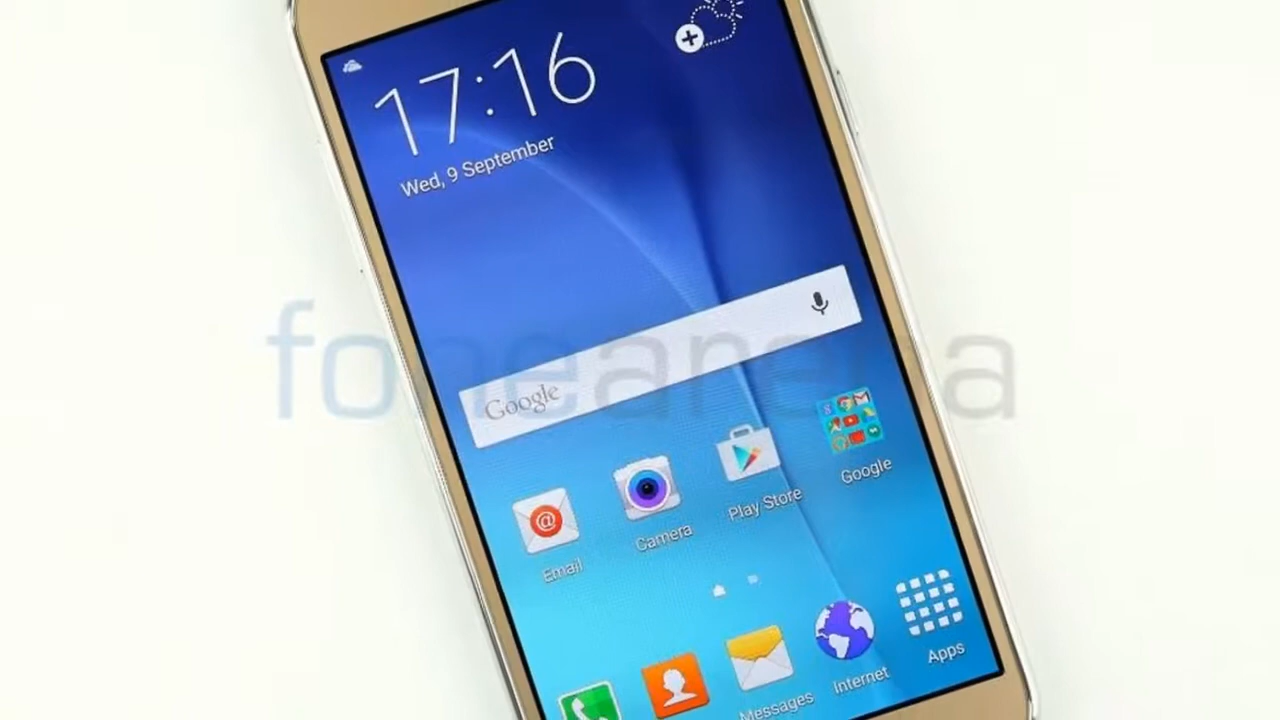 17:16
Wed, 9 September
Google
fonearena
Email
Camera
Play Store
Google
Messages
Internet
Apps